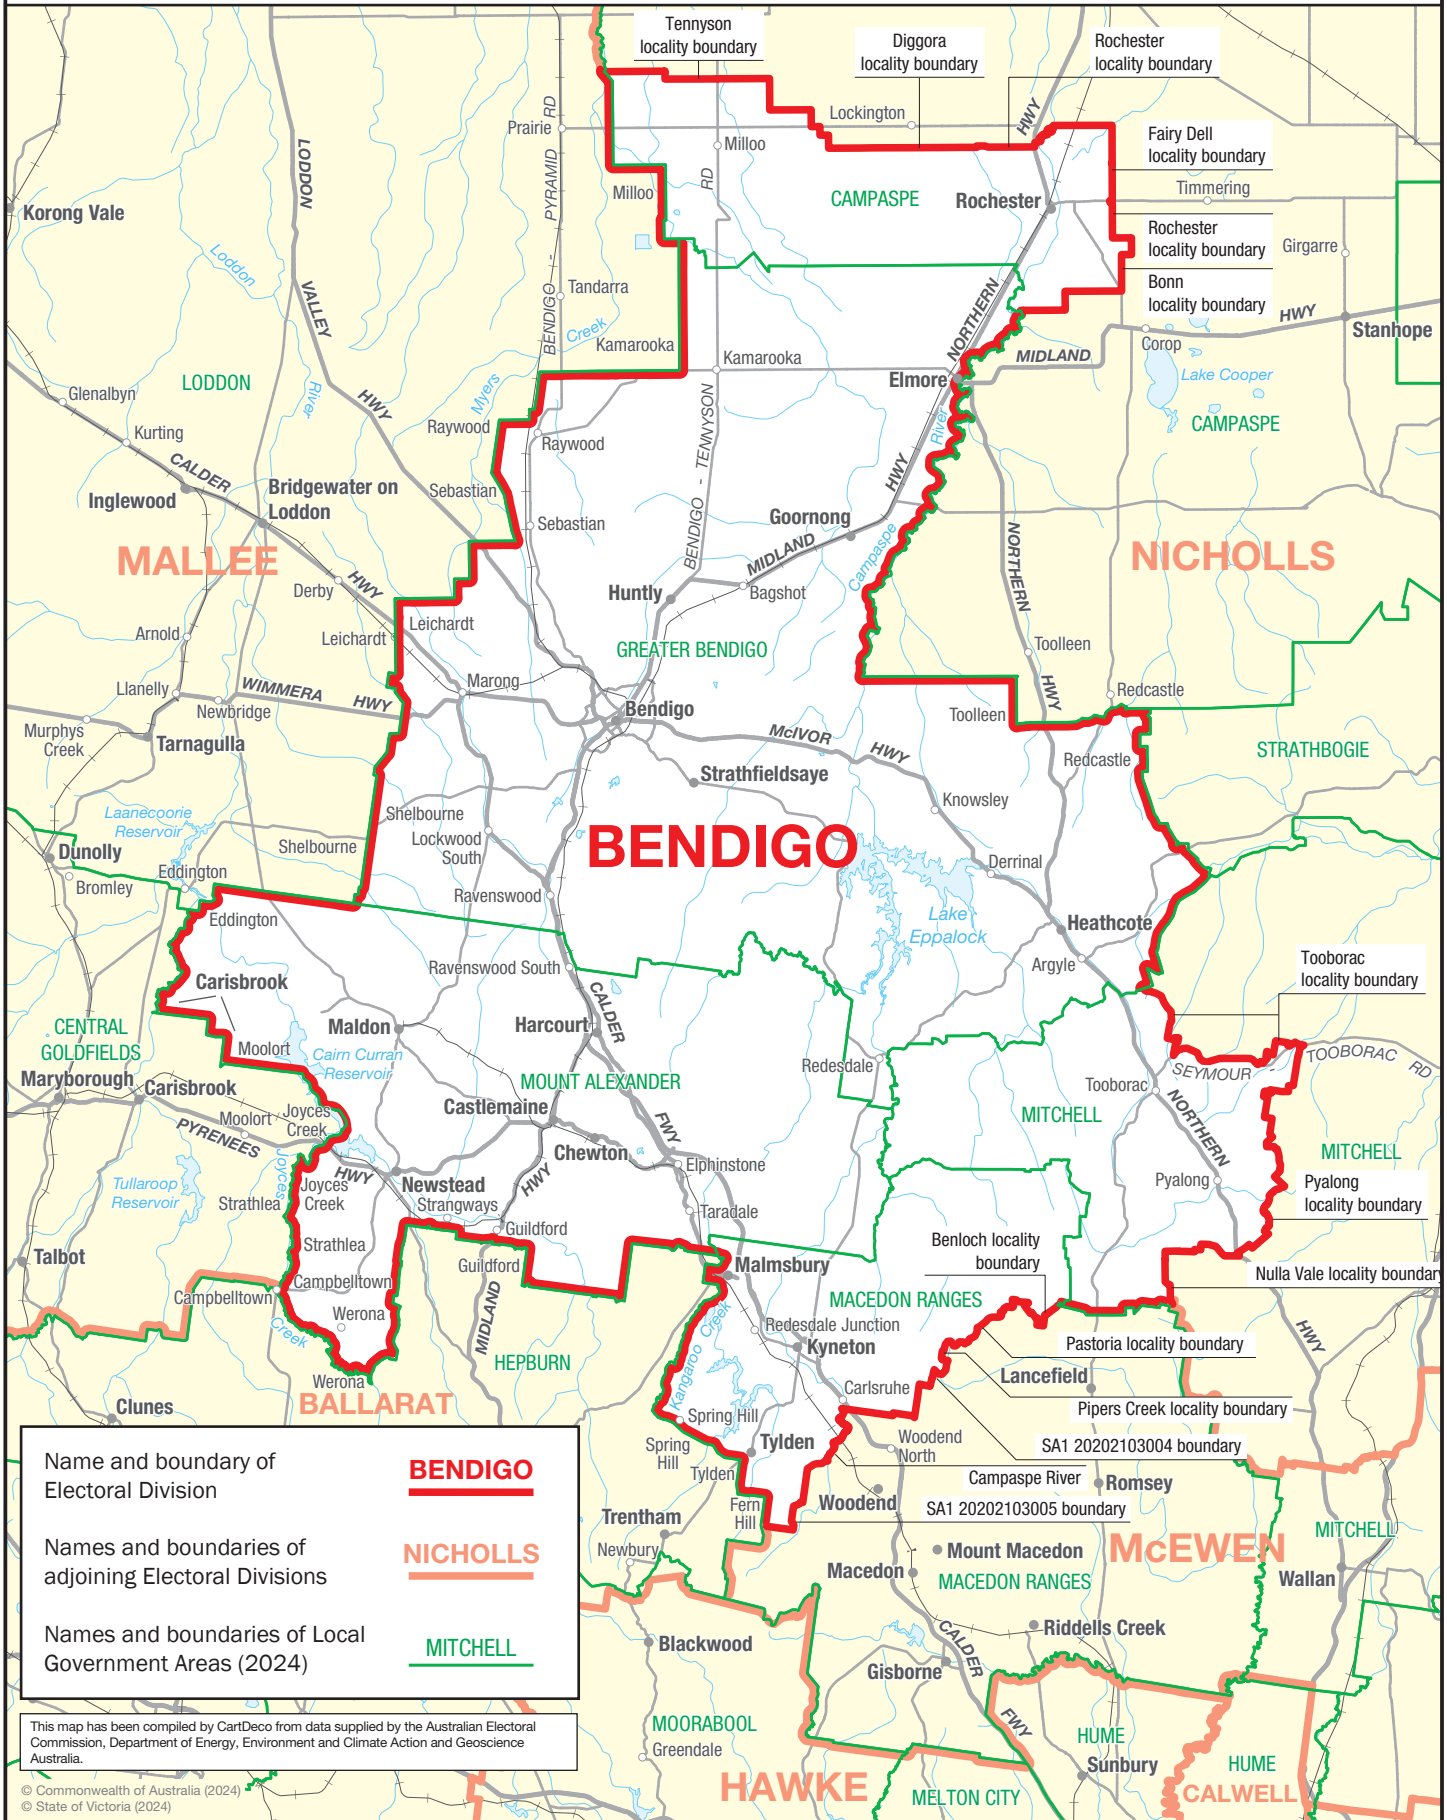 Tennyson
locality boundary
Diggora
locality boundary
Rochester
locality boundary
HWY
Lockington
Prairie
RD
Milloo
Fairy Dell
locality boundary
LODDON
PYRAMID
RD
Milloo
CAMPASPE
Rochester
Timmering
Korong Vale
Rochester
locality boundary
Girgarre
Loddon
Bonn
locality boundary
VALLEY
Tandarra
BENDIGO -
Creek
Kamarooka
NORTHERN
HWY
Stanhope
MIDLAND
Corop
Kamarooka
Elmore
Lake Cooper
LODDON
River
HWY
Myers
Glenalbyn
TENNYSON
River
CAMPASPE
Raywood
Raywood
Kurting
CALDER
HWY
Inglewood
Bridgewater on
Loddon
Sebastian
Sebastian
Goornong
BENDIGO -
MIDLAND
Campaspe
NORTHERN
MALLEE
NICHOLLS
HWY
Derby
Huntly
Bagshot
Leichardt
Leichardt
Arnold
GREATER BENDIGO
Toolleen
Llanelly
WIMMERA
HWY
Newbridge
Marong
HWY
Redcastle
Murphys
Creek
Tarnagulla
Bendigo
Toolleen
McIVOR
HWY
Redcastle
STRATHBOGIE
Strathfieldsaye
Knowsley
Laanecoorie
Reservoir
Shelbourne
Lockwood
South
Shelbourne
BENDIGO
Dunolly
Derrinal
Bromley
Eddington
Ravenswood
Eddington
Lake
Eppalock
Heathcote
Ravenswood South
Argyle
Tooborac
locality boundary
Carisbrook
CALDER
CENTRAL
GOLDFIELDS
Maldon
Harcourt
Moolort
Cairn Curran
Reservoir
Redesdale
SEYMOUR -
TOOBORAC
RD
Maryborough
Carisbrook
MOUNT ALEXANDER
Tooborac
Moolort
Joyces
Creek
Castlemaine
MITCHELL
NORTHERN
PYRENEES
FWY
Chewton
MITCHELL
HWY
Elphinstone
Joyces
Tullaroop
Reservoir
Joyces
Creek
Newstead
HWY
Pyalong
Pyalong
locality boundary
Strathlea
Strangways
Taradale
Guildford
Strathlea
Benloch locality
boundary
Talbot
Guildford
Malmsbury
Nulla Vale locality boundary
Campbelltown
Campbelltown
MACEDON RANGES
Werona
MIDLAND
Creek
Creek
Redesdale Junction
HWY
Kyneton
Pastoria locality boundary
Kangaroo
HEPBURN
Lancefield
Werona
Carlsruhe
BALLARAT
Clunes
Pipers Creek locality boundary
Spring Hill
Woodend
North
SA1 20202103004 boundary
Name and boundary of
Electoral Division
BENDIGO
Spring
Hill
Tylden
Tylden
Campaspe River
Romsey
Fern
Hill
Woodend
SA1 20202103005 boundary
Trentham
Names and boundaries of
adjoining Electoral Divisions
NICHOLLS
Newbury
Mount Macedon
McEWEN
MITCHELL
Macedon
MACEDON RANGES
Wallan
Names and boundaries of Local
Government Areas (2024)
MITCHELL
Blackwood
CALDER
Riddells Creek
Gisborne
This map has been compiled by CartDeco from data supplied by the Australian Electoral
Commission, Department of Energy, Environment and Climate Action and Geoscience
Australia.
MOORABOOL
FWY
HUME
Greendale
Sunbury
HUME
© Commonwealth of Australia (2024)
© State of Victoria (2024)
HAWKE
MELTON CITY
CALWELL